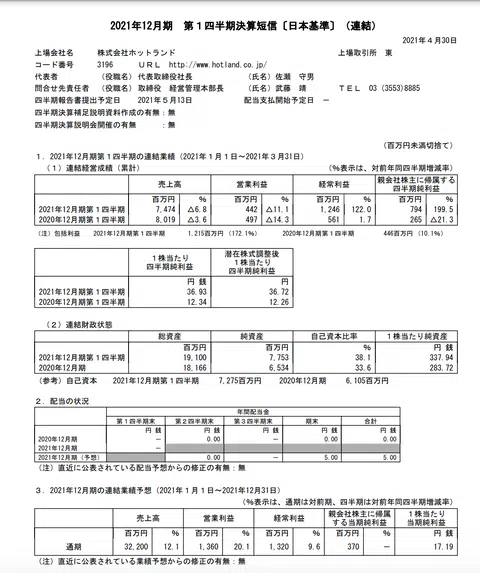 2021年12月期　第１四半期決算短信〔日本基準〕（連結）
2021年４月30日
上場会社名　株式会社ホットランド　上場取引所　東
コード番号　3196　ＵＲＬ　http://www.hotland.co.jp/
代表者　（役職名）代表取締役社長　（氏名）佐瀬　守男
問合せ先責任者　（役職名）取締役　経営管理本部長　（氏名）武藤　靖　ＴＥＬ　03（3553）8885
四半期報告書提出予定日　2021年５月13日　配当支払開始予定日　－
四半期決算補足説明資料作成の有無：無
四半期決算説明会開催の有無　：無
（百万円未満切捨て）
１．2021年12月期第１四半期の連結業績（2021年１月１日～2021年３月31日）
（１）連結経営成績（累計）　（％表示は、対前年同四半期増減率）
売上高　営業利益　経常利益　親会社株主に帰属する四半期純利益
百万円　％　百万円　％　百万円　％　百万円　％
2021年12月期第１四半期　7,474　△6.8　442　△11.1　1,246　122.0　794　199.5
2020年12月期第１四半期　8,019　△3.6　497　△14.3　561　1.7　265　△21.3
（注）包括利益　2021年12月期第１四半期　1,215百万円（172.1％）　2020年12月期第１四半期　446百万円（10.1％）
１株当たり四半期純利益　潜在株式調整後１株当たり四半期純利益
円 銭　円 銭
2021年12月期第１四半期　36.93　36.72
2020年12月期第１四半期　12.34　12.26
（２）連結財政状態
総資産　純資産　自己資本比率　１株当たり純資産
百万円　百万円　％　円 銭
2021年12月期第１四半期　19,100　7,753　38.1　337.94
2020年12月期　18,166　6,534　33.6　283.72
（参考）自己資本　2021年12月期第１四半期　7,275百万円　2020年12月期　6,105百万円
２．配当の状況
年間配当金
第１四半期末　第２四半期末　第３四半期末　期末　合計
円 銭　円 銭　円 銭　円 銭　円 銭
2020年12月期　－　0.00　－　0.00　0.00
2021年12月期　－
2021年12月期（予想）　0.00　－　5.00　5.00
（注）直近に公表されている配当予想からの修正の有無：無
３．2021年12月期の連結業績予想（2021年１月１日～2021年12月31日）
（％表示は、通期は対前期、四半期は対前年同四半期増減率）
売上高　営業利益　経常利益　親会社株主に帰属する当期純利益　１株当たり当期純利益
百万円　％　百万円　％　百万円　％　百万円　％　円 銭
通期　32,200　12.1　1,360　20.1　1,320　9.6　370　－　17.19
（注）直近に公表されている業績予想からの修正の有無：無